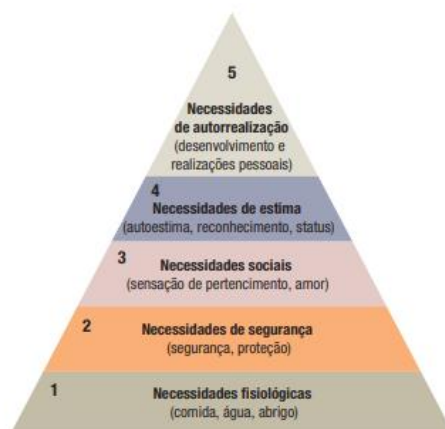 5
Necessidades
de autorrealização
(desenvolvimento e
realizações pessoais)
4
Necessidades de estima
(autoestima, reconhecimento, status)
3
Necessidades sociais
(sensação de pertencimento, amor)
2
Necessidades de segurança
(segurança, proteção)
1
Necessidades fisiológicas
(comida, água, abrigo)